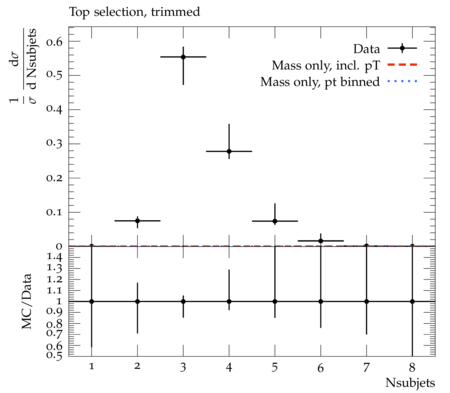 Top selection, trimmed
1/σ dσ/d Nsubjets
Data
Mass only, incl. pT
Mass only, pt binned
0.6
0.5
0.4
0.3
0.2
0.1
0
MC/Data
1.4
1.3
1.2
1.1
1
0.9
0.8
0.7
0.6
0.5
1 2 3 4 5 6 7 8
Nsubjets